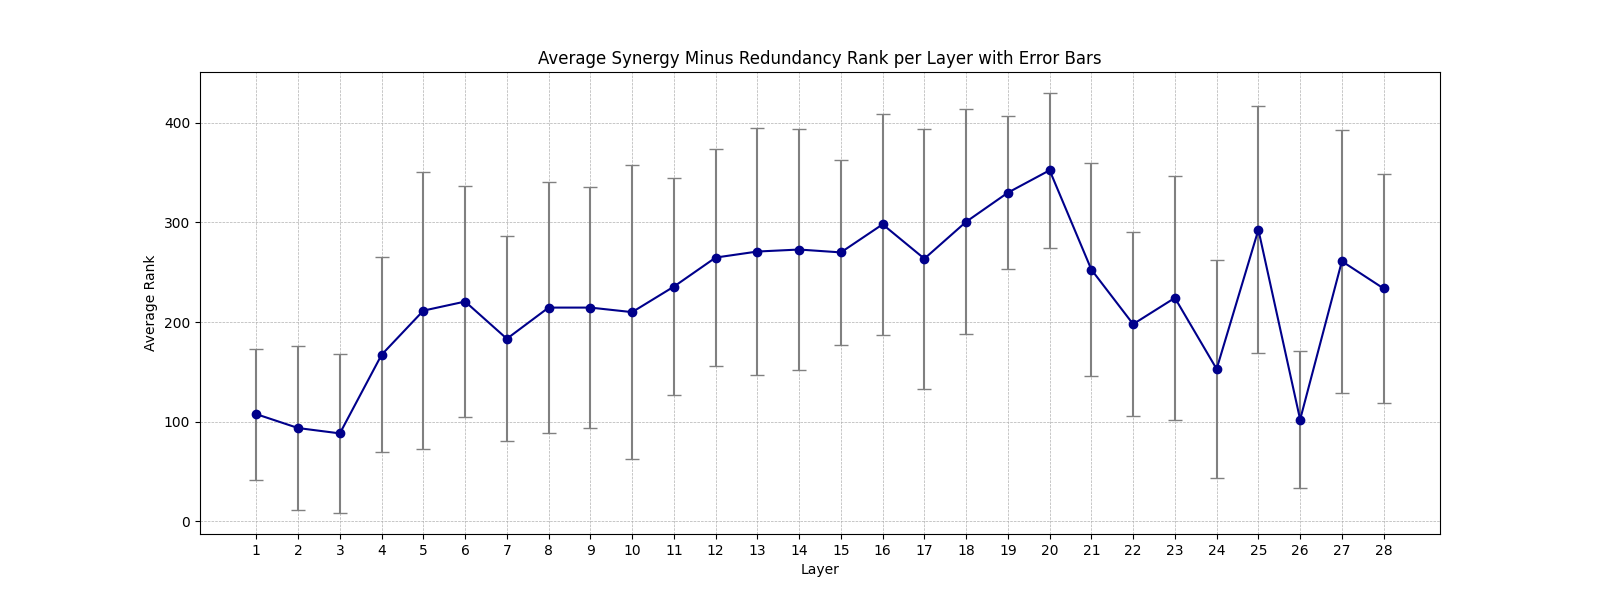 Average Synergy Minus Redundancy Rank per Layer with Error Bars
Average Rank
400
300
200
100
0
1 2 3 4 5 6 7 8 9 10 11 12 13 14 15 16 17 18 19 20 21 22 23 24 25 26 27 28
Layer